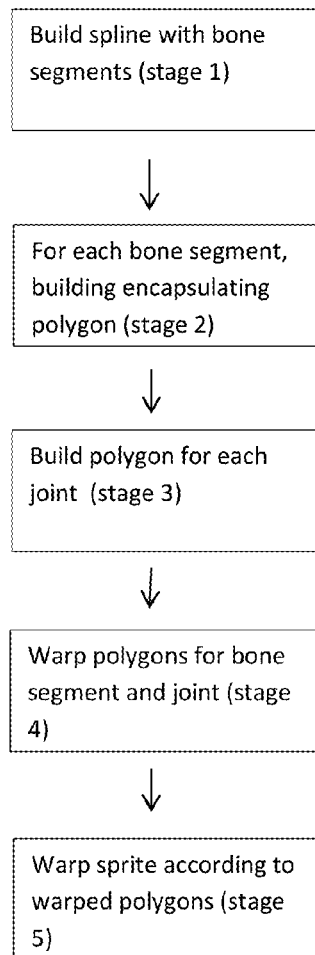 Build spline with bone
segments (stage 1)
For each bone segment,
building encapsulating
polygon (stage 2)
Build polygon for each
joint  (stage 3)
Warp polygons for bone
segment and joint (stage
4)
Warp sprite according to
warped polygons (stage
5)